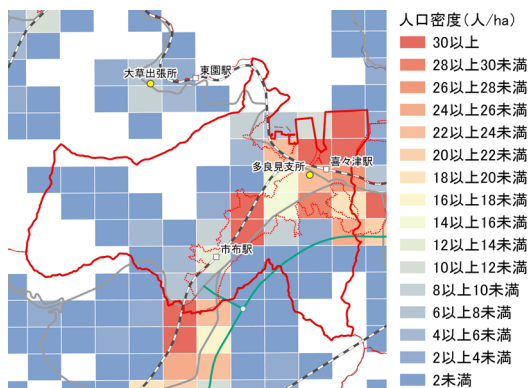 人口密度(人/ha)
30以上
28以上30未満
26以上28未満
24以上26未満
22以上24未満
20以上22未満
18以上20未満
16以上18未満
14以上16未満
12以上14未満
10以上12未満
8以上10未満
6以上8未満
4以上6未満
2以上4未満
2未満
大草出張所
東園駅
多良見支所
喜々津駅
市布駅